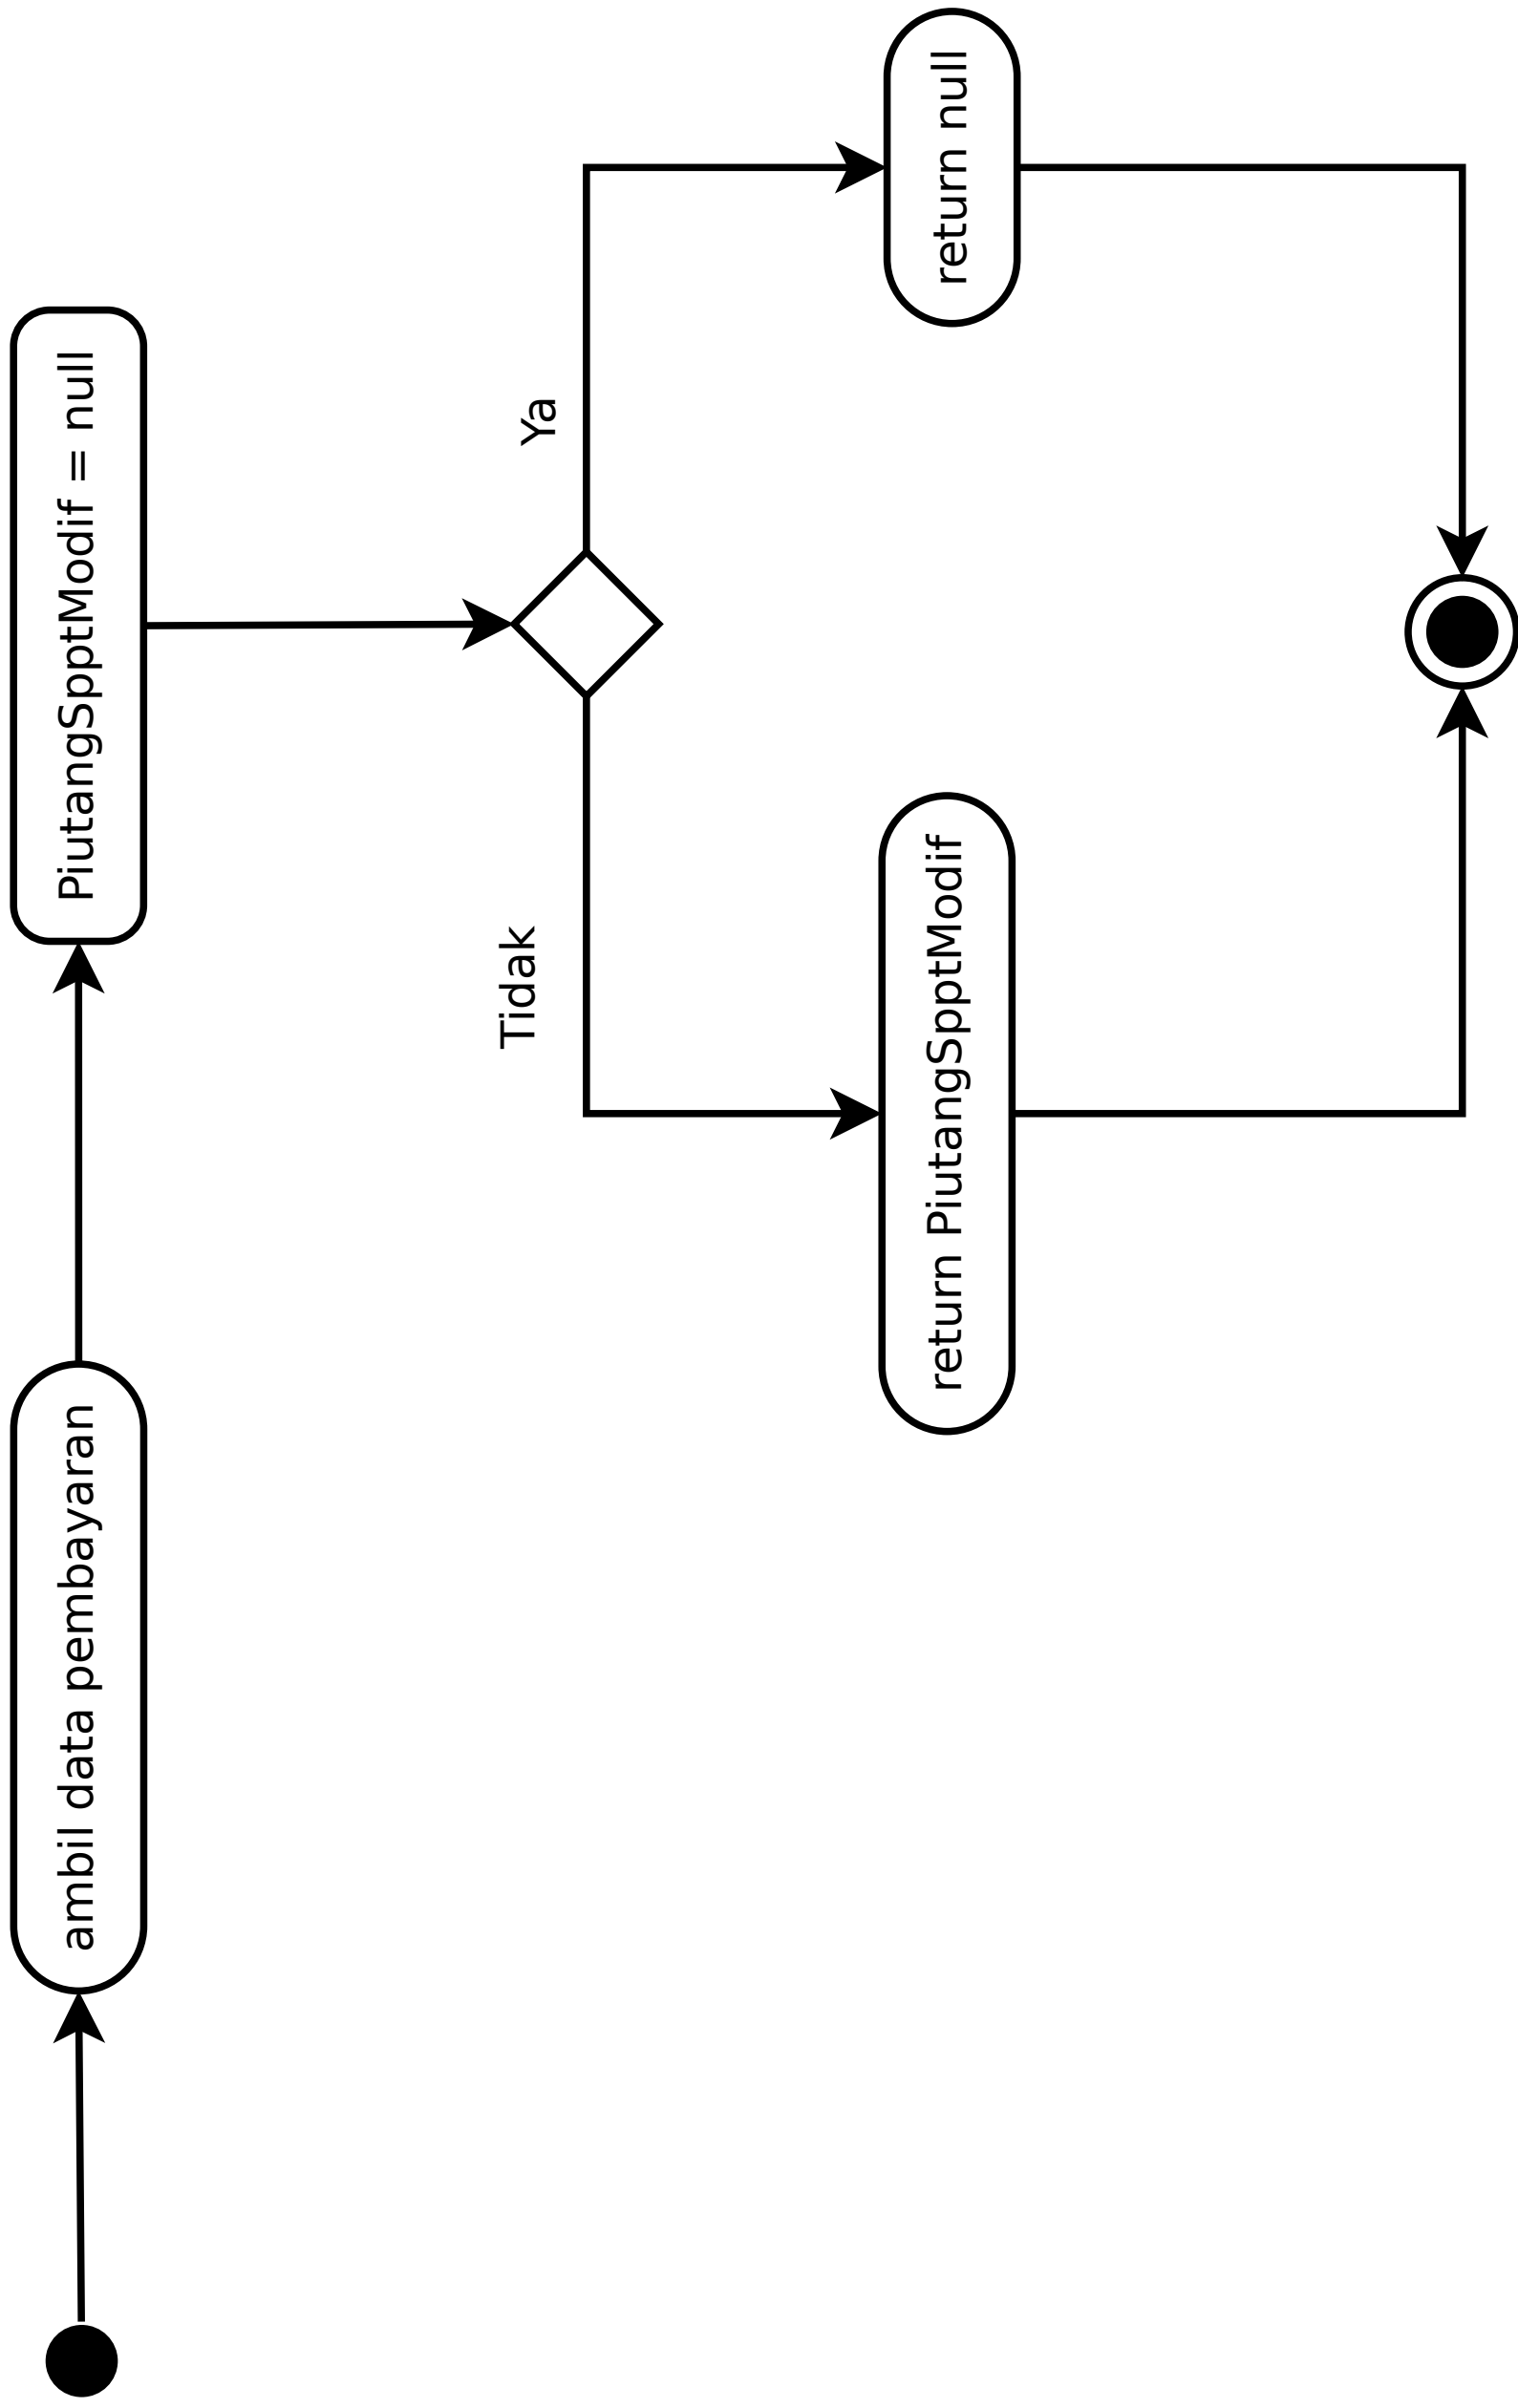 ambil data pembayaran
PiutangSpptModif = null
Tidak
Ya
return PiutangSpptModif
return null